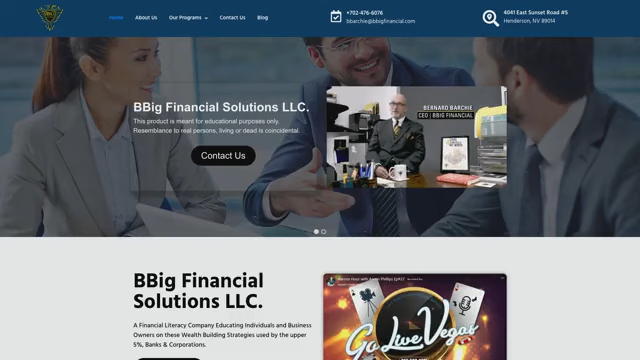 Home
About Us
Our Programs
Contact Us
Blog
+702-476-6076
bbarchie@bbigfinancial.com
4041 East Sunset Road #5
Henderson, NV 89014
BBig Financial Solutions LLC.
This product is meant for educational purposes only.
Resemblance to real persons, living or dead is coincidental.
Contact Us
BERNARD BARCHIE
CEO | BBIG FINANCIAL
BBig Financial
Solutions LLC.
A Financial Literacy Company Educating Individuals and Business
Owners on these Wealth Building Strategies used by the upper
5%, Banks & Corporations.
Go Live Vegas